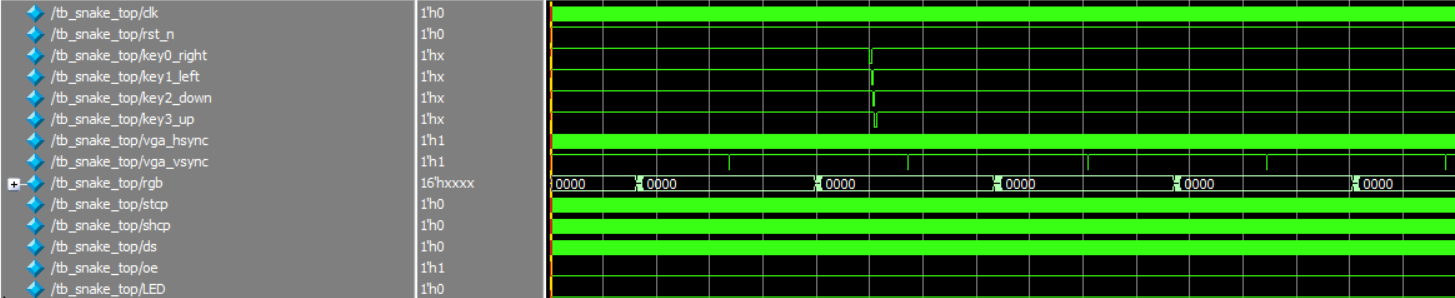 /tb_snake_top/clk 1'h0
/tb_snake_top/rst_n 1'h0
/tb_snake_top/key0_right 1'hx
/tb_snake_top/key1_left 1'hx
/tb_snake_top/key2_down 1'hx
/tb_snake_top/key3_up 1'hx
/tb_snake_top/vga_hsync 1'h1
/tb_snake_top/vga_vsync 1'h1
/tb_snake_top/rgb 16'hxxxx 0000 0000 0000 0000 0000 0000
/tb_snake_top/stcp 1'h0
/tb_snake_top/shcp 1'h0
/tb_snake_top/ds 1'h0
/tb_snake_top/oe 1'h1
/tb_snake_top/LED 1'h0